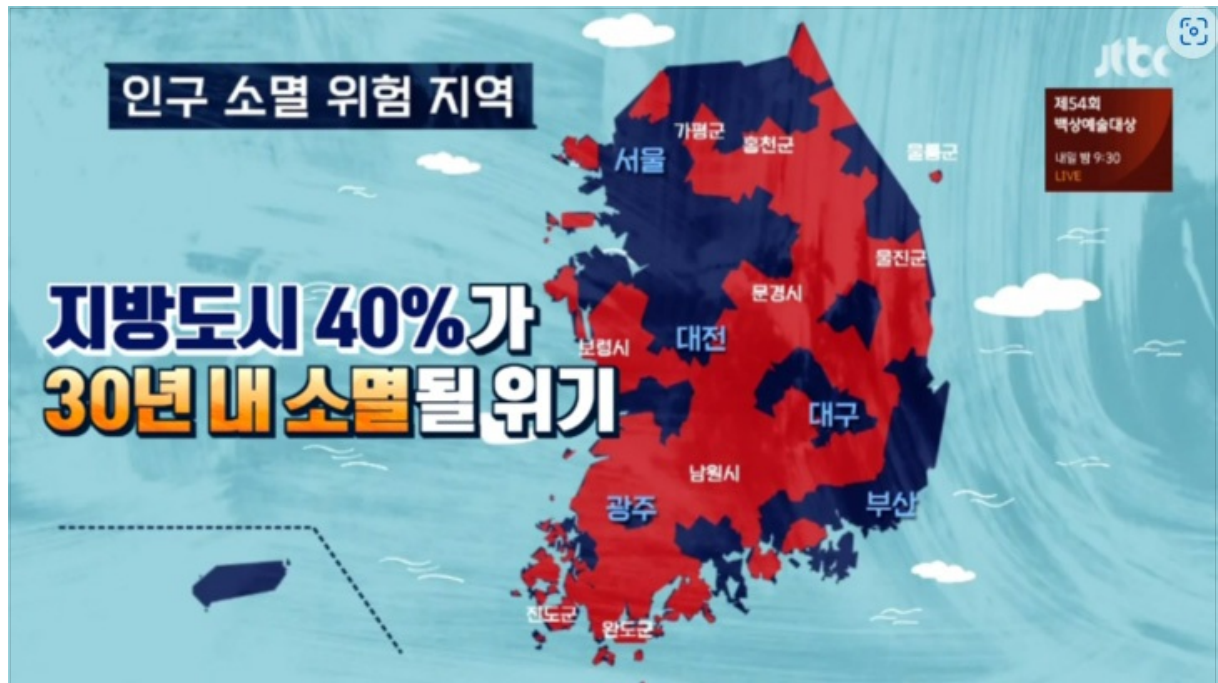 인구 소멸 위험 지역
jtbc
제54회
백상예술대상
내일 밤 9:30
LIVE
가평군
홍천군
서울
울릉군
울진군
문경시
지방도시 40%가
대전
보령시
30년 내 소멸될 위기
대구
남원시
광주
부산
진도군
완도군